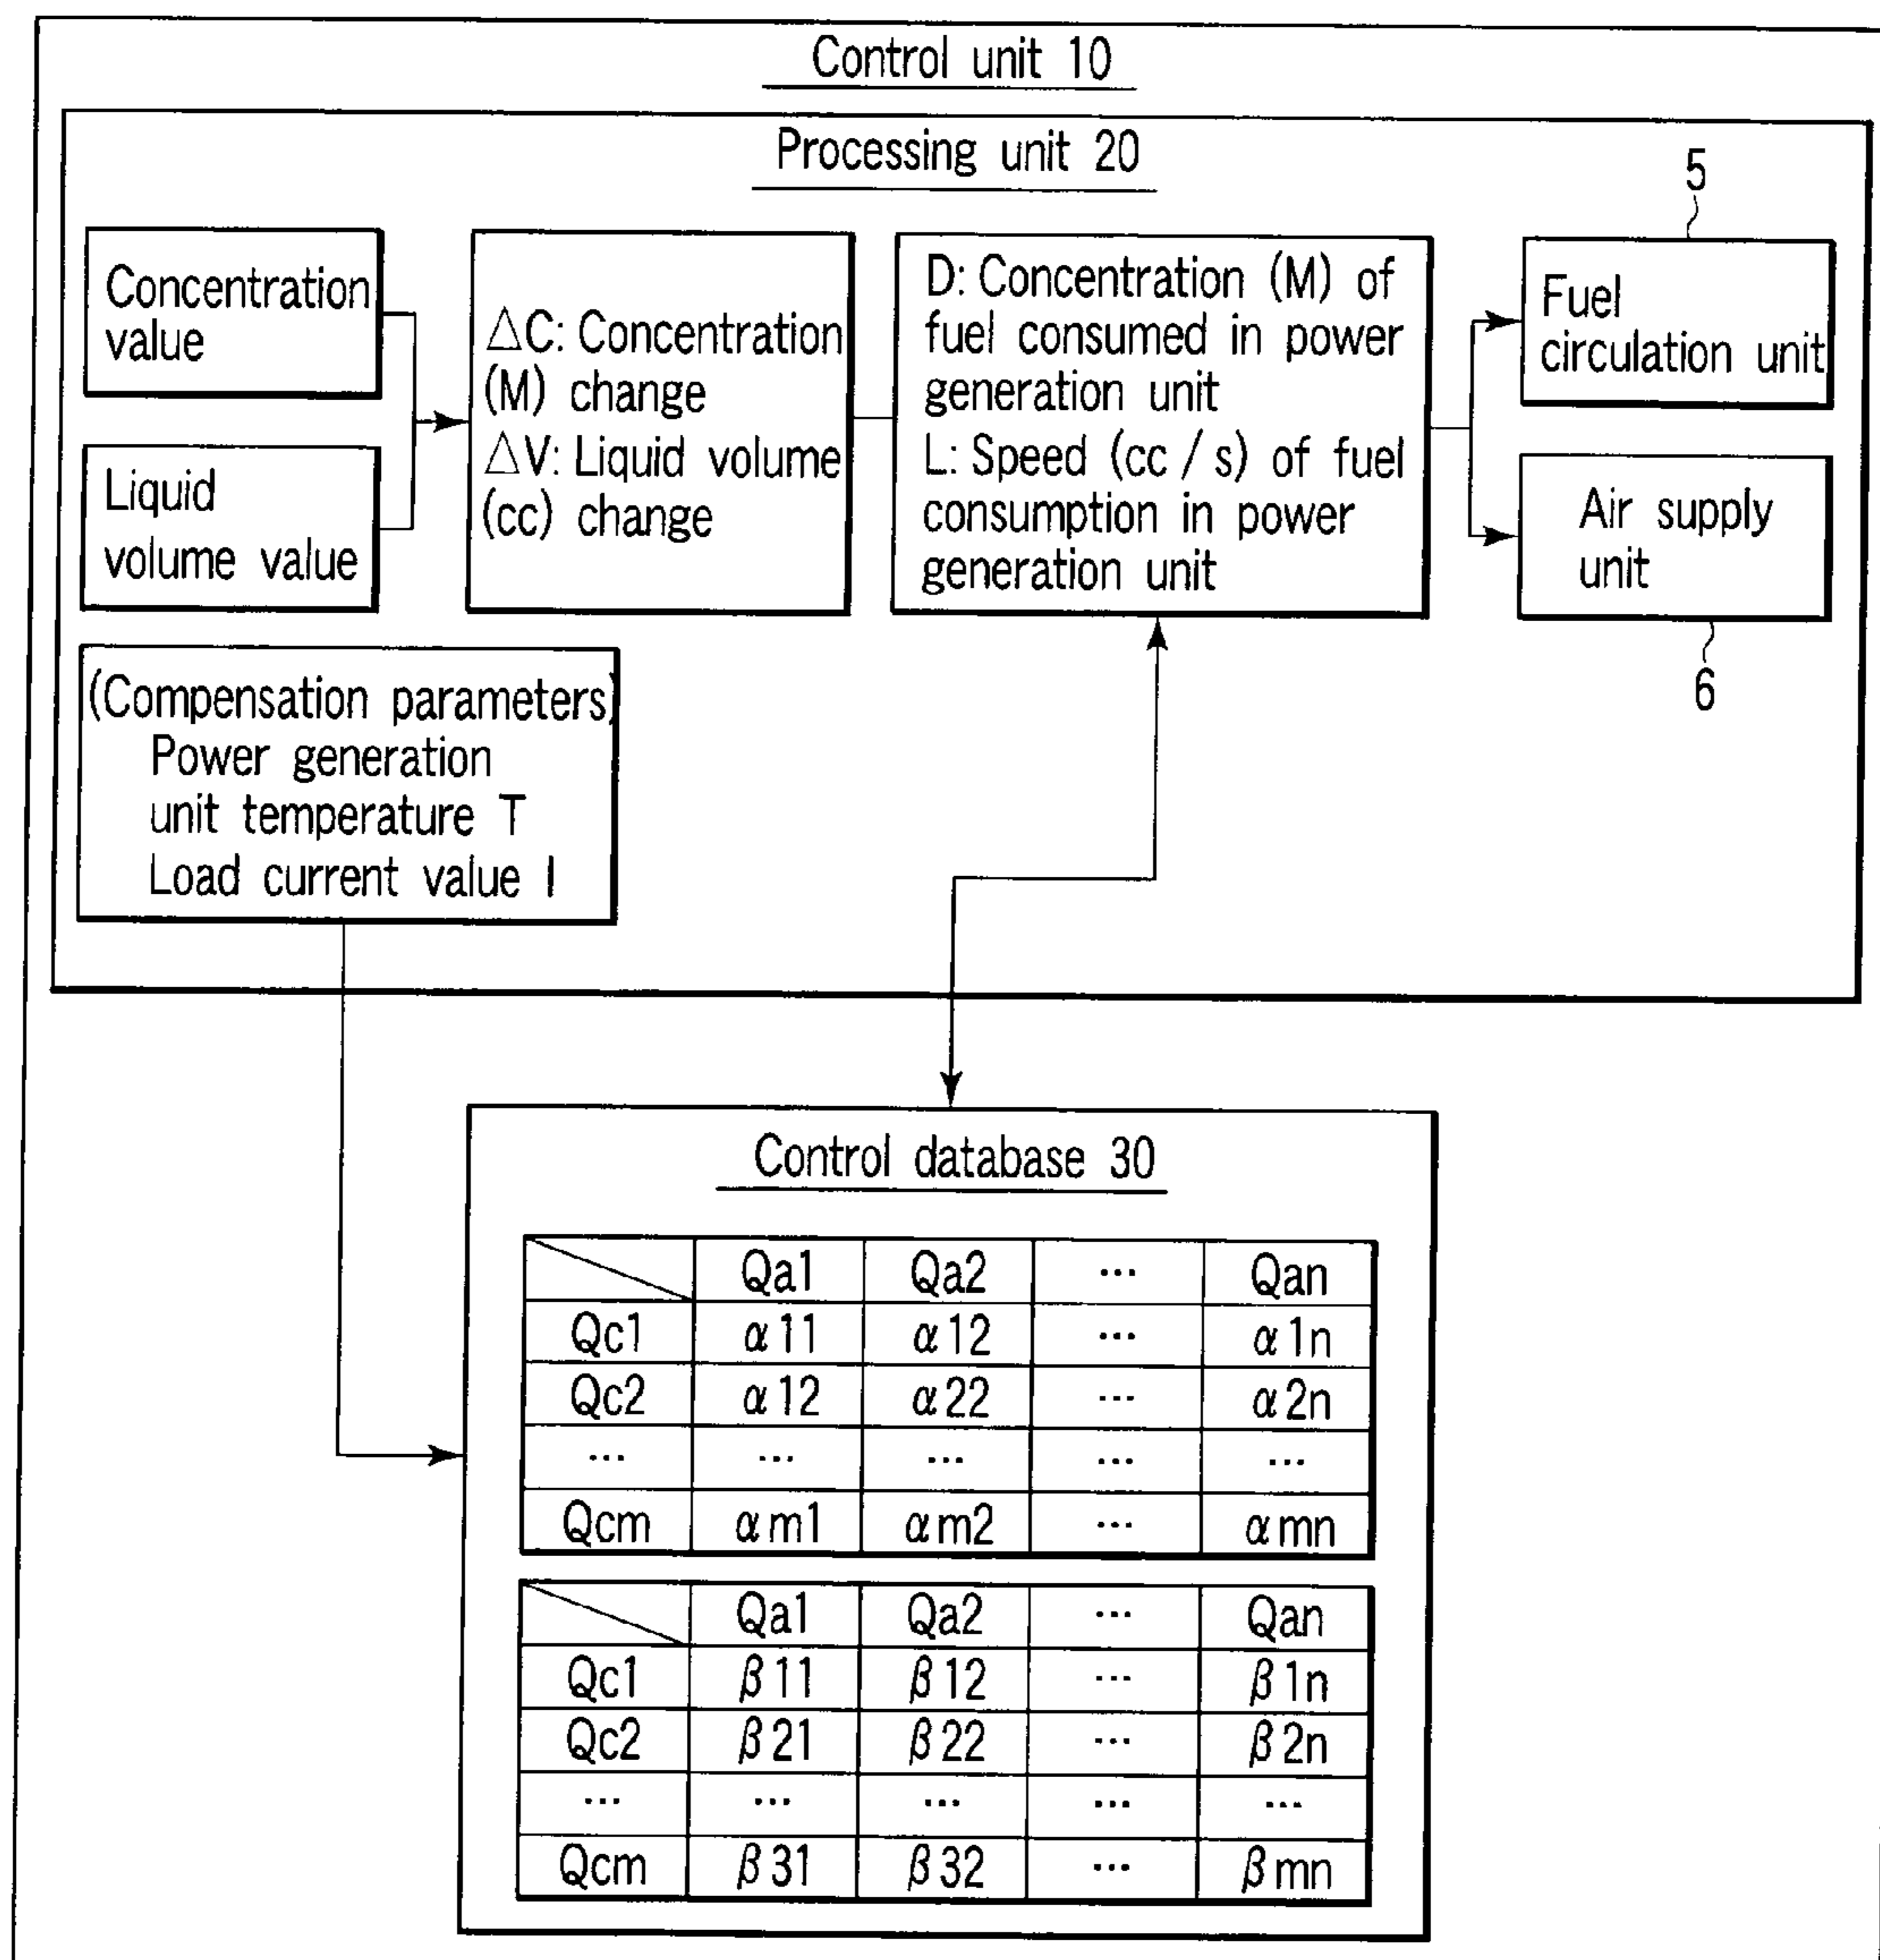 Control unit 10
Processing unit 20
Concentration
value
Liquid
volume value
△C: Concentration
(M) change
△V: Liquid volume
(cc) change
D: Concentration (M) of
fuel consumed in power
generation unit
L: Speed (cc / s) of fuel
consumption in power
generation unit
5
Fuel
circulation unit
Air supply
unit
6
(Compensation parameters)
Power generation
unit temperature T
Load current value I
Control database 30
Qa1 Qa2 ... Qan
Qc1 α11 α12 ... α1n
Qc2 α12 α22 ... α2n
... ... ... ... ...
Qcm αm1 αm2 ... αmn
Qa1 Qa2 ... Qan
Qc1 β11 β12 ... β1n
Qc2 β21 β22 ... β2n
... ... ... ... ...
Qcm β31 β32 ... βmn